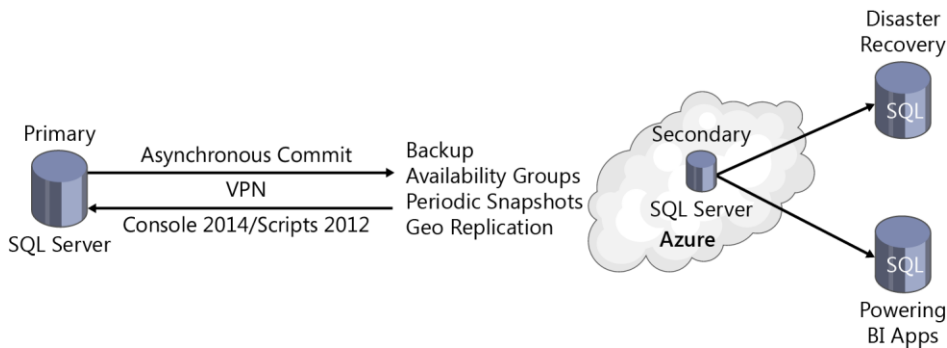 Primary
SQL Server
Asynchronous Commit
VPN
Console 2014/Scripts 2012
Backup
Availability Groups
Periodic Snapshots
Geo Replication
Secondary
SQL Server
Azure
Disaster
Recovery
SQL
SQL
Powering
BI Apps